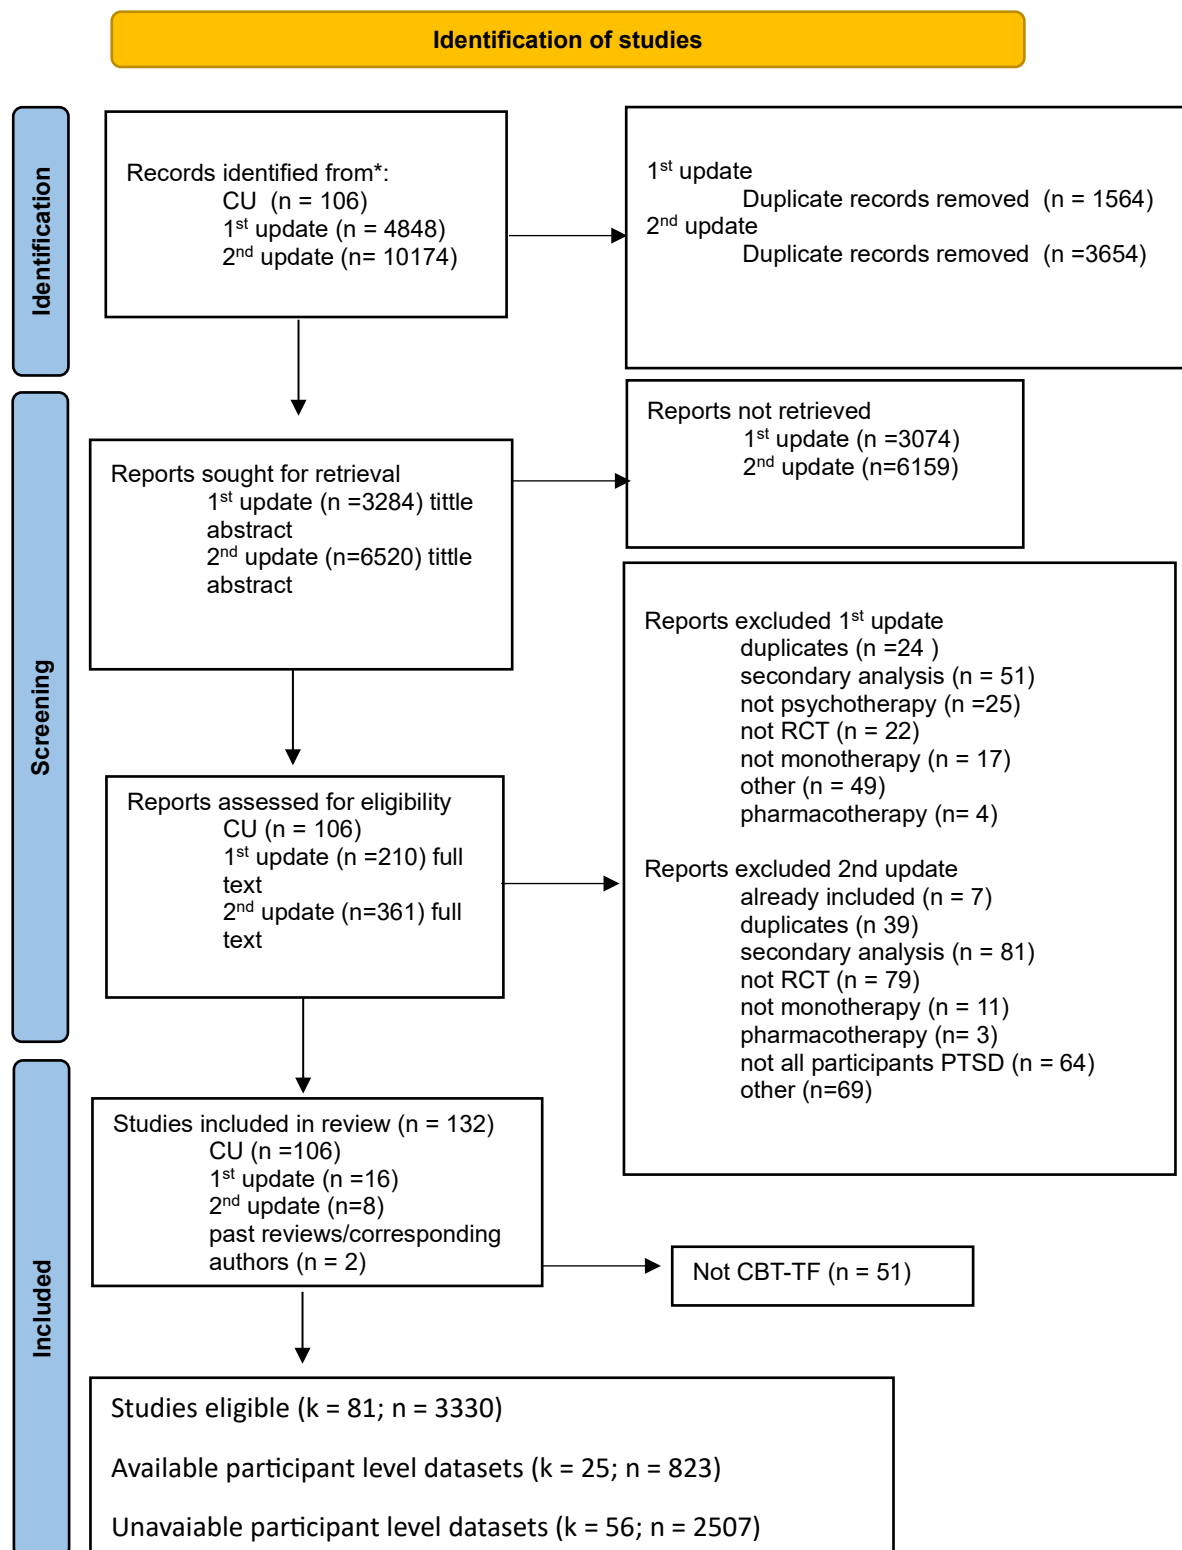 Identification of studies
Identification
Records identified from*:
CU (n = 106)
1st update (n = 4848)
2nd update (n= 10174)
1st update
Duplicate records removed (n = 1564)
2nd update
Duplicate records removed (n =3654)
Screening
Reports sought for retrieval
1st update (n =3284) tittle
abstract
2nd update (n=6520) tittle
abstract
Reports not retrieved
1st update (n =3074)
2nd update (n=6159)
Reports assessed for eligibility
CU (n = 106)
1st update (n =210) full
text
2nd update (n=361) full
text
Reports excluded 1st update
duplicates (n =24 )
secondary analysis (n = 51)
not psychotherapy (n =25)
not RCT (n = 22)
not monotherapy (n = 17)
other (n = 49)
pharmacotherapy (n= 4)
Reports excluded 2nd update
already included (n = 7)
duplicates (n 39)
secondary analysis (n = 81)
not RCT (n = 79)
not monotherapy (n = 11)
pharmacotherapy (n= 3)
not all participants PTSD (n = 64)
other (n=69)
Included
Studies included in review (n = 132)
CU (n =106)
1st update (n =16)
2nd update (n=8)
past reviews/corresponding
authors (n = 2)
Not CBT-TF (n = 51)
Studies eligible (k = 81; n = 3330)
Available participant level datasets (k = 25; n = 823)
Unavaiable participant level datasets (k = 56; n = 2507)